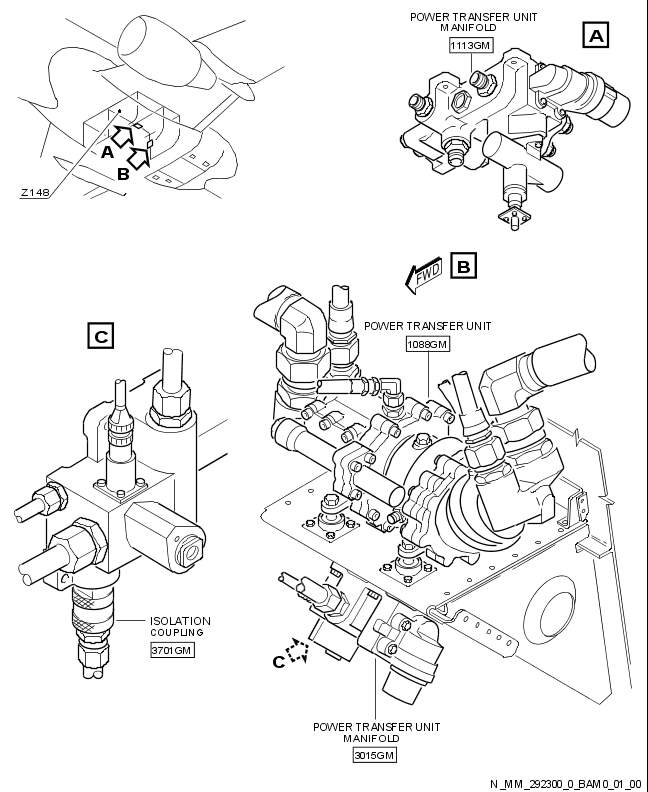 POWER TRANSFER UNIT
MANIFOLD
1113GM
A
A
B
Z148
FWD
B
C
POWER TRANSFER UNIT
1088GM
ISOLATION
COUPLING
3701GM
C
POWER TRANSFER UNIT
MANIFOLD
3015GM
N_MM_292300_0_BAM0_01_00